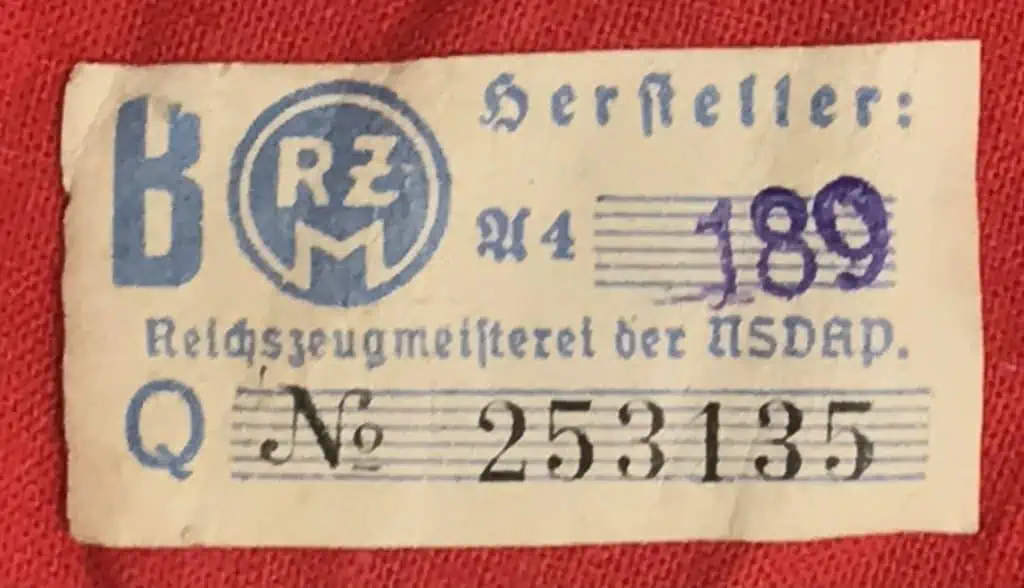 B RZM Hersteller:
A4 189
Reichszeugmeisterei der NSDAP.
Q № 253135